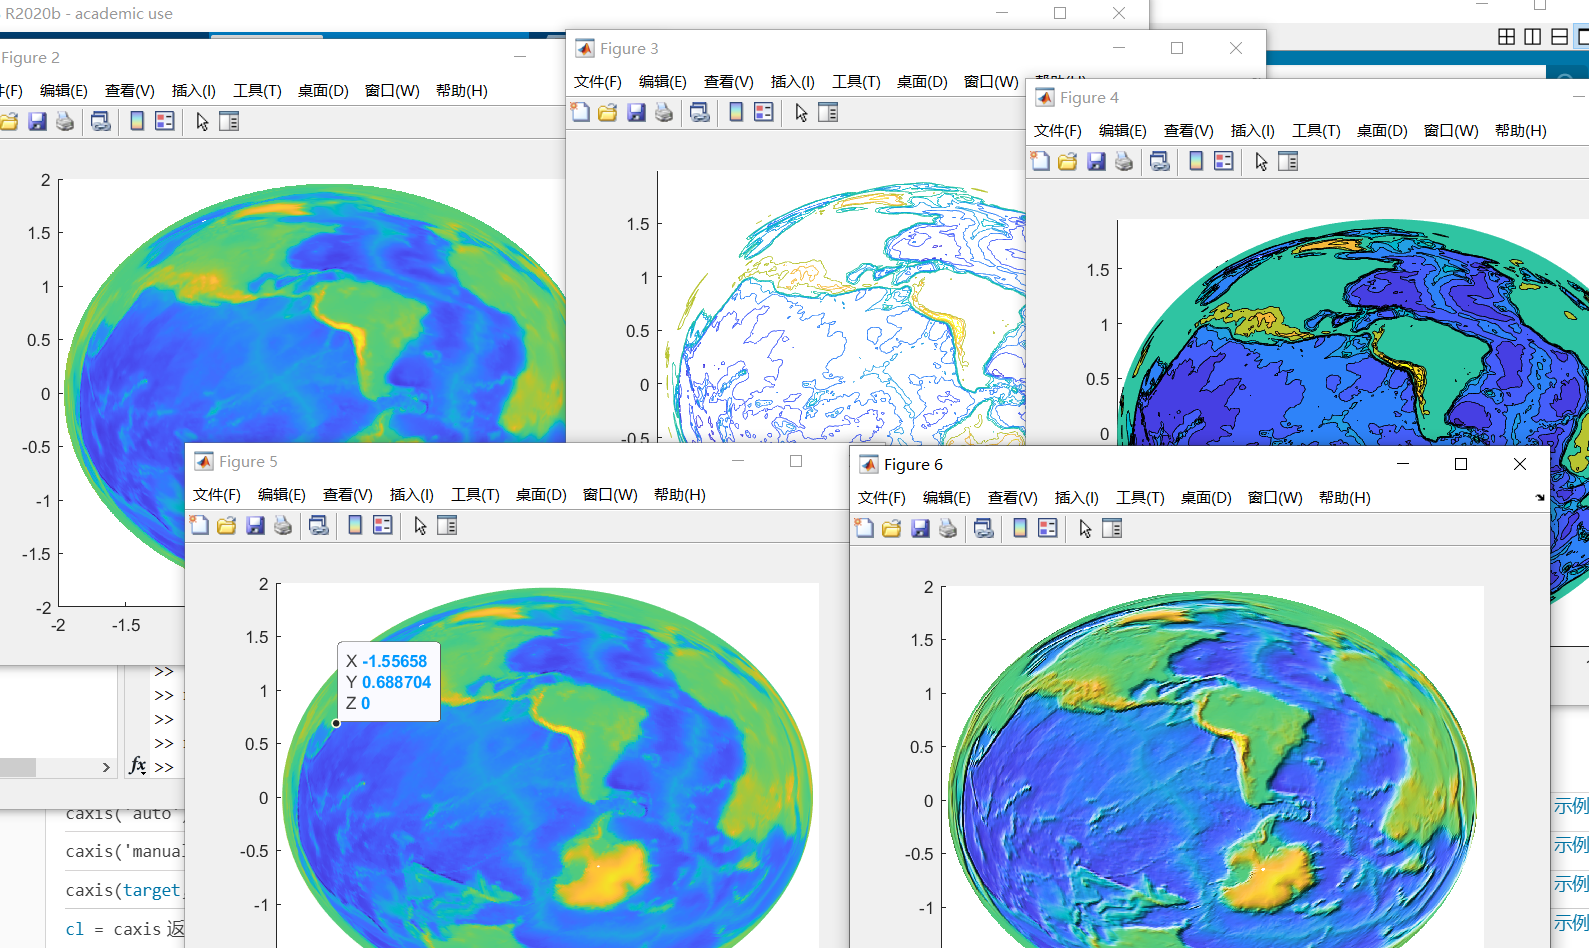 R2020b - academic use
Figure 2
编辑(E) 查看(V) 插入(I) 工具(T) 桌面(D) 窗口(W) 帮助(H)
2
1.5
1
0.5
0
-0.5
-1
-1.5
-2
-2 -1.5
Figure 3
文件(F) 编辑(E) 查看(V) 插入(I) 工具(T) 桌面(D) 窗口(W) 帮助(H)
1.5
1
0.5
0
-0.5
Figure 4
文件(F) 编辑(E) 查看(V) 插入(I) 工具(T) 桌面(D) 窗口(W) 帮助(H)
1.5
1
0.5
0
Figure 5
文件(F) 编辑(E) 查看(V) 插入(I) 工具(T) 桌面(D) 窗口(W) 帮助(H)
2
1.5
1
0.5
0
-0.5
-1
X -1.55658
Y 0.688704
Z 0
Figure 6
文件(F) 编辑(E) 查看(V) 插入(I) 工具(T) 桌面(D) 窗口(W) 帮助(H)
2
1.5
1
0.5
0
-0.5
-1
>>
>>
>>
>>
fx >>
caxis('auto')
caxis('manual
caxis(target,
cl = caxis 返
示例
示例
示例
示例